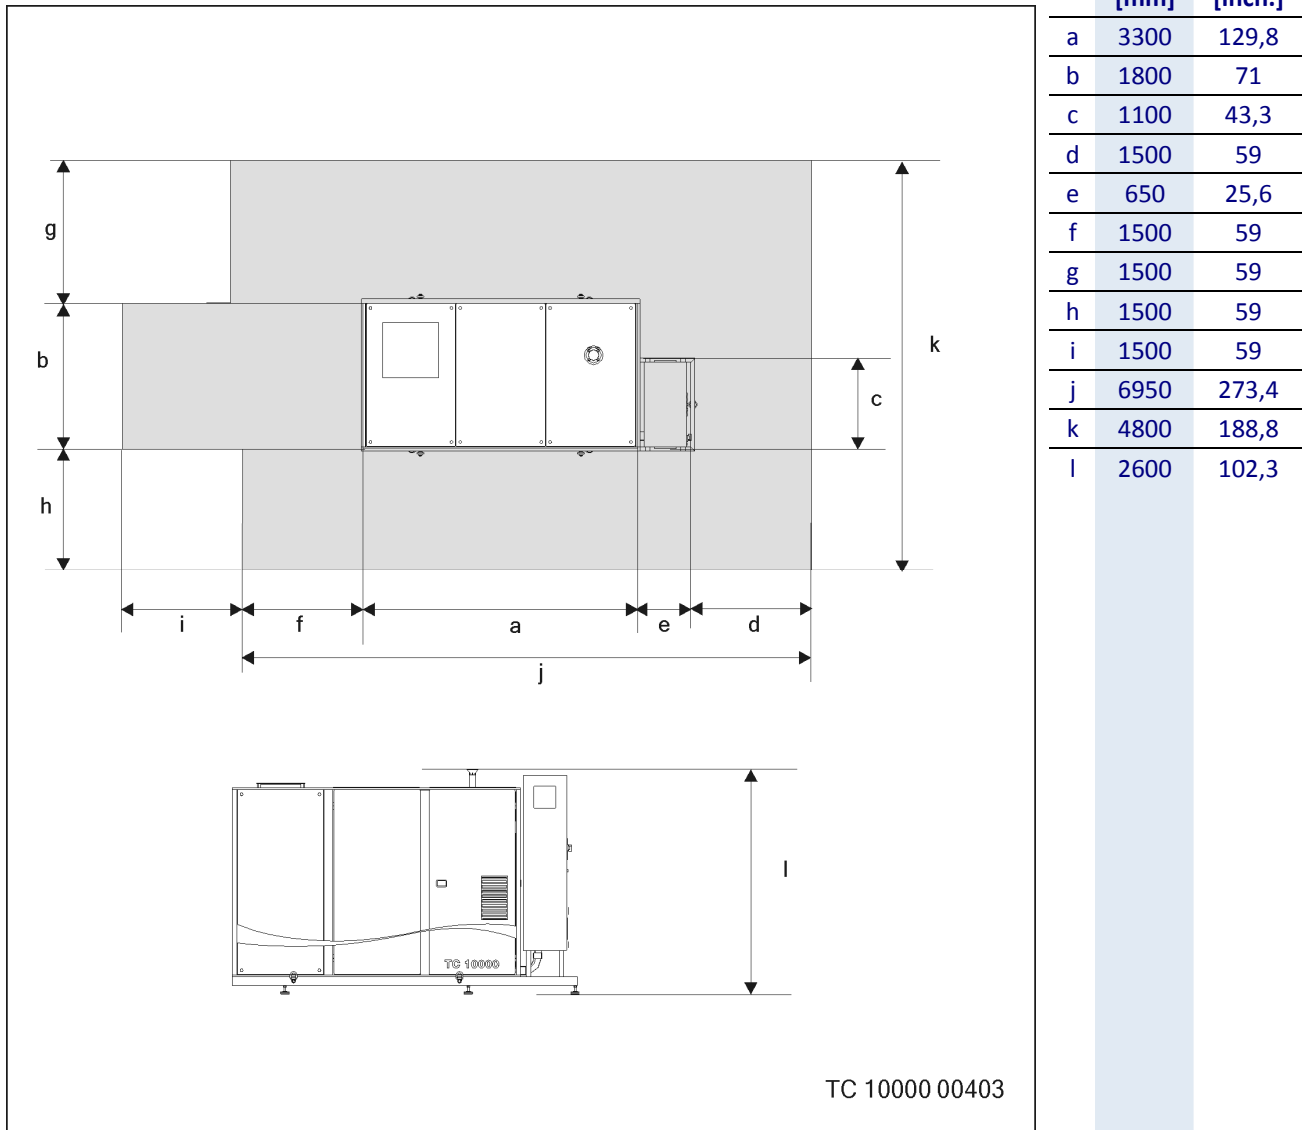 [mm] [inch.]
a 3300 129,8
b 1800 71
c 1100 43,3
d 1500 59
e 650 25,6
f 1500 59
g 1500 59
h 1500 59
i 1500 59
j 6950 273,4
k 4800 188,8
l 2600 102,3
g
b
k
c
h
i f a e d
j
l
TC 10000
TC 10000 00403